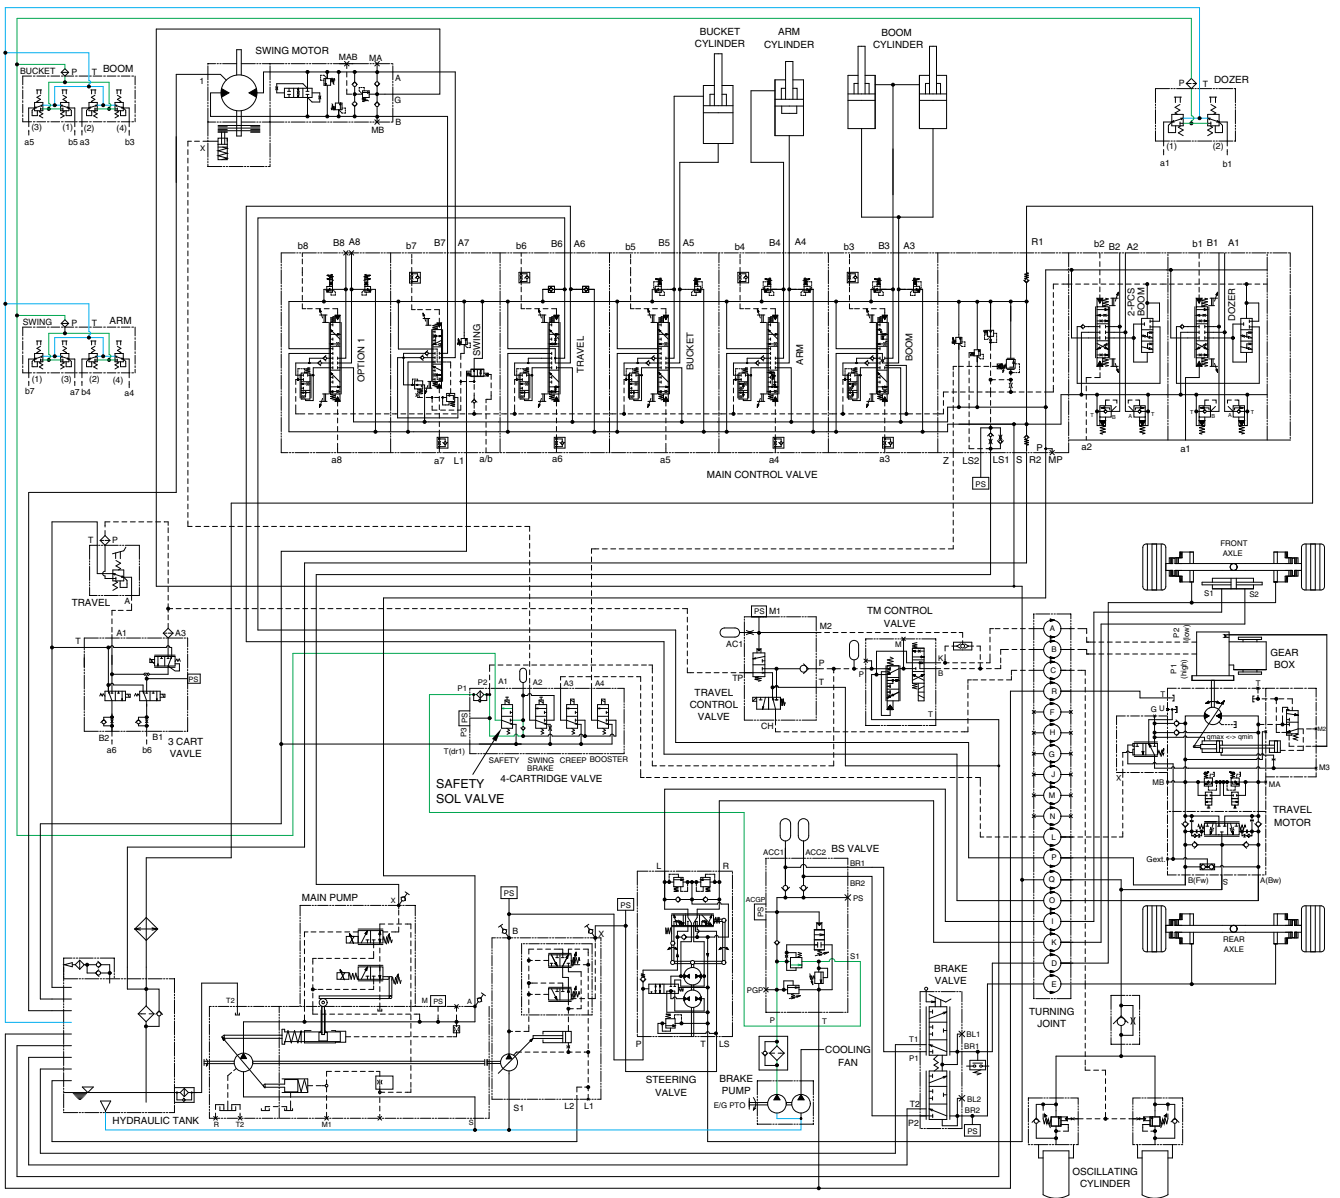 SWING MOTOR
MAB MA
A
G
B
MB
1
X
BUCKET P T BOOM
(3) (1) (2) (4)
a5 b5 a3 b3
BUCKET
CYLINDER
ARM
CYLINDER
BOOM
CYLINDER
P T DOZER
(1) (2)
a1 b1
SWING P T ARM
(1) (3) (2) (4)
b7 a7 b4 a4
b8 B8 A8 b7 B7 A7 b6 B6 A6 b5 B5 A5 b4 B4 A4 b3 B3 A3 R1 b2 B2 A2 b1 B1 A1
OPTION 1
SWING
TRAVEL
BUCKET
ARM
BOOM
2-PCS
BOOM
DOZER
T B A T T B A T
a8 a7 L1 a/b a6 a5 a4 a3 Z LS2 LS1 S R2 P MP a2 a1
MAIN CONTROL VALVE
PS
T P
TRAVEL A
A1 A3
T
PS
B2 B1
a6 b6
3 CART
VAVLE
P1 P2 A1 A2 A3 A4
PS
P3
T(dr1)
SAFETY SWING
BRAKE CREEP BOOSTER
4-CARTRIDGE VALVE
SAFETY
SOL VALVE
PS M1
M2
AC1
TP
P
T
CH
TRAVEL
CONTROL
VALVE
TM CONTROL
VALVE
M
P K
B
T
A
B
C
R
F
H
G
J
M
N
L
P
Q
O
I
K
D
E
TURNING
JOINT
FRONT
AXLE
S1 S2
P2
(low)
P1
(high)
GEAR
BOX
T T
G U
qmax <-> qmin
M2
M3
X
MB MA
TRAVEL
MOTOR
Gext.
B(Fw) S A(Bw)
REAR
AXLE
OSCILLATING
CYLINDER
MAIN PUMP
X
T2
M PS A
R T2 M1 S
HYDRAULIC TANK
PS
B X
PS
S1 L2 L1
L R
P T LS
STEERING
VALVE
BS VALVE
ACC1 ACC2
BR1
BR2
PS
ACGP
PS
S1
PGP
P T
COOLING
FAN
BRAKE
PUMP
E/G PTO
BRAKE
VALVE
T1
P1
BL1
BR1
T2
P2
BL2
BR2
PS